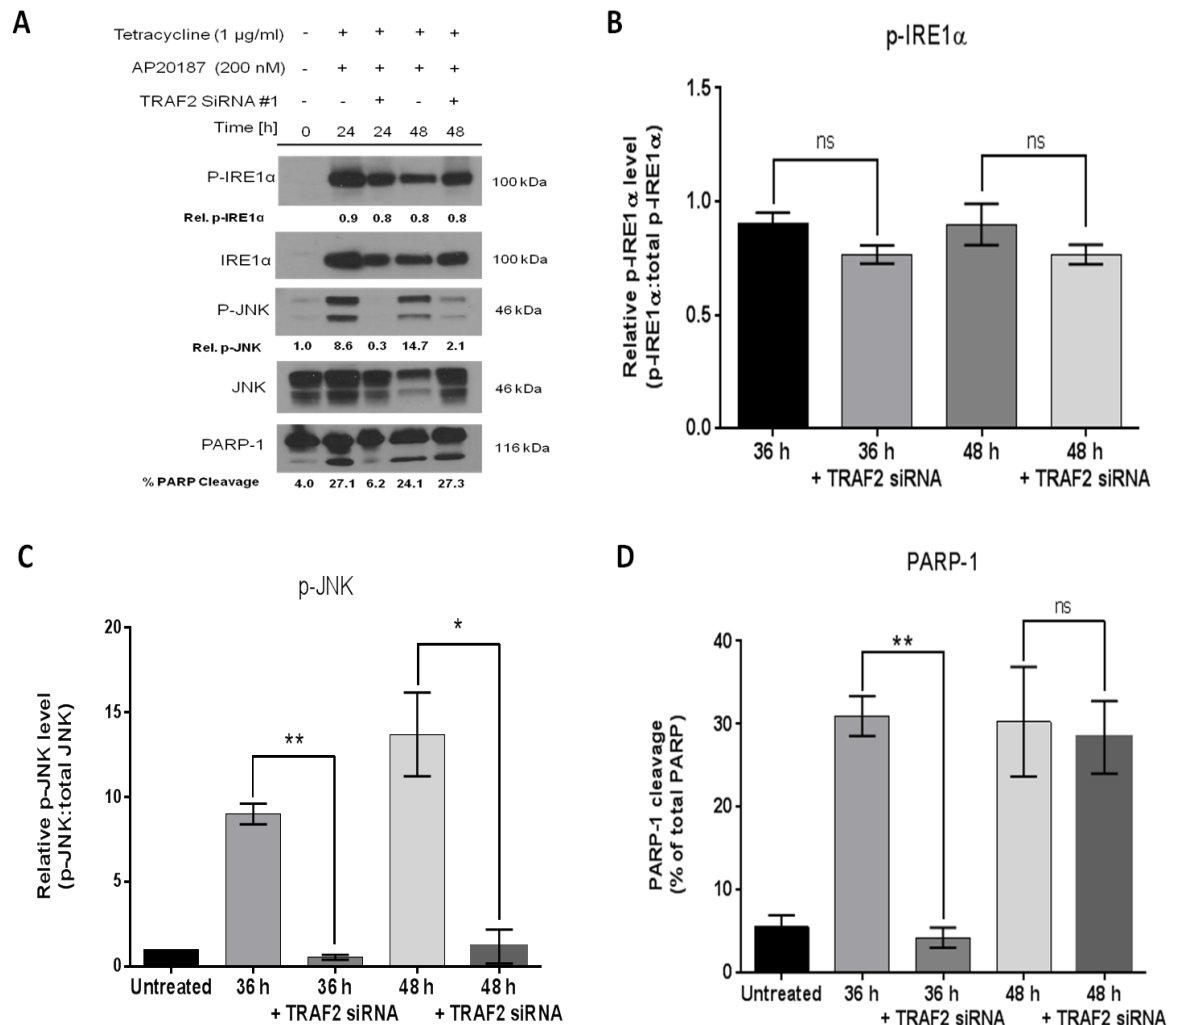 A
Tetracycline (1 µg/ml) - + + + +
AP20187 (200 nM) - + + + +
TRAF2 SiRNA #1 - - + - +
Time [h] 0 24 24 48 48
P-IRE1α 100 kDa
Rel. p-IRE1α 0.9 0.8 0.8 0.8
IRE1α 100 kDa
P-JNK 46 kDa
Rel. p-JNK 1.0 8.6 0.3 14.7 2.1
JNK 46 kDa
PARP-1 116 kDa
% PARP Cleavage 4.0 27.1 6.2 24.1 27.3
B
p-IRE1α
Relative p-IRE1α level
(p-IRE1α:total p-IRE1α)
1.5
1.0
0.5
0.0
ns ns
36 h 36 h 48 h 48 h
+ TRAF2 siRNA + TRAF2 siRNA
C
p-JNK
Relative p-JNK level
(p-JNK:total JNK)
20
15
10
5
0
** *
Untreated 36 h 36 h 48 h 48 h
+ TRAF2 siRNA + TRAF2 siRNA
D
PARP-1
PARP-1 cleavage
(% of total PARP)
40
30
20
10
0
** ns
Untreated 36 h 36 h 48 h 48 h
+ TRAF2 siRNA + TRAF2 siRNA